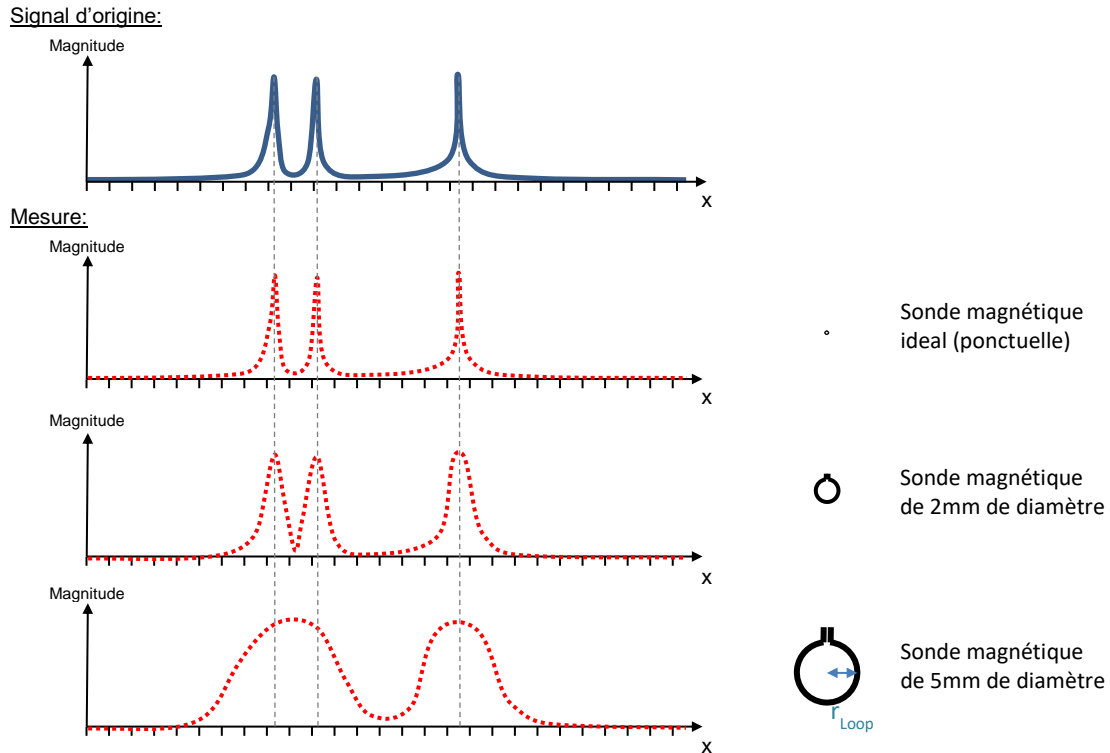 Signal d'origine:
Magnitude
x
Mesure:
Magnitude
x
Sonde magnétique
ideal (ponctuelle)
Magnitude
x
Sonde magnétique
de 2mm de diamètre
Magnitude
x
Sonde magnétique
de 5mm de diamètre
r Loop